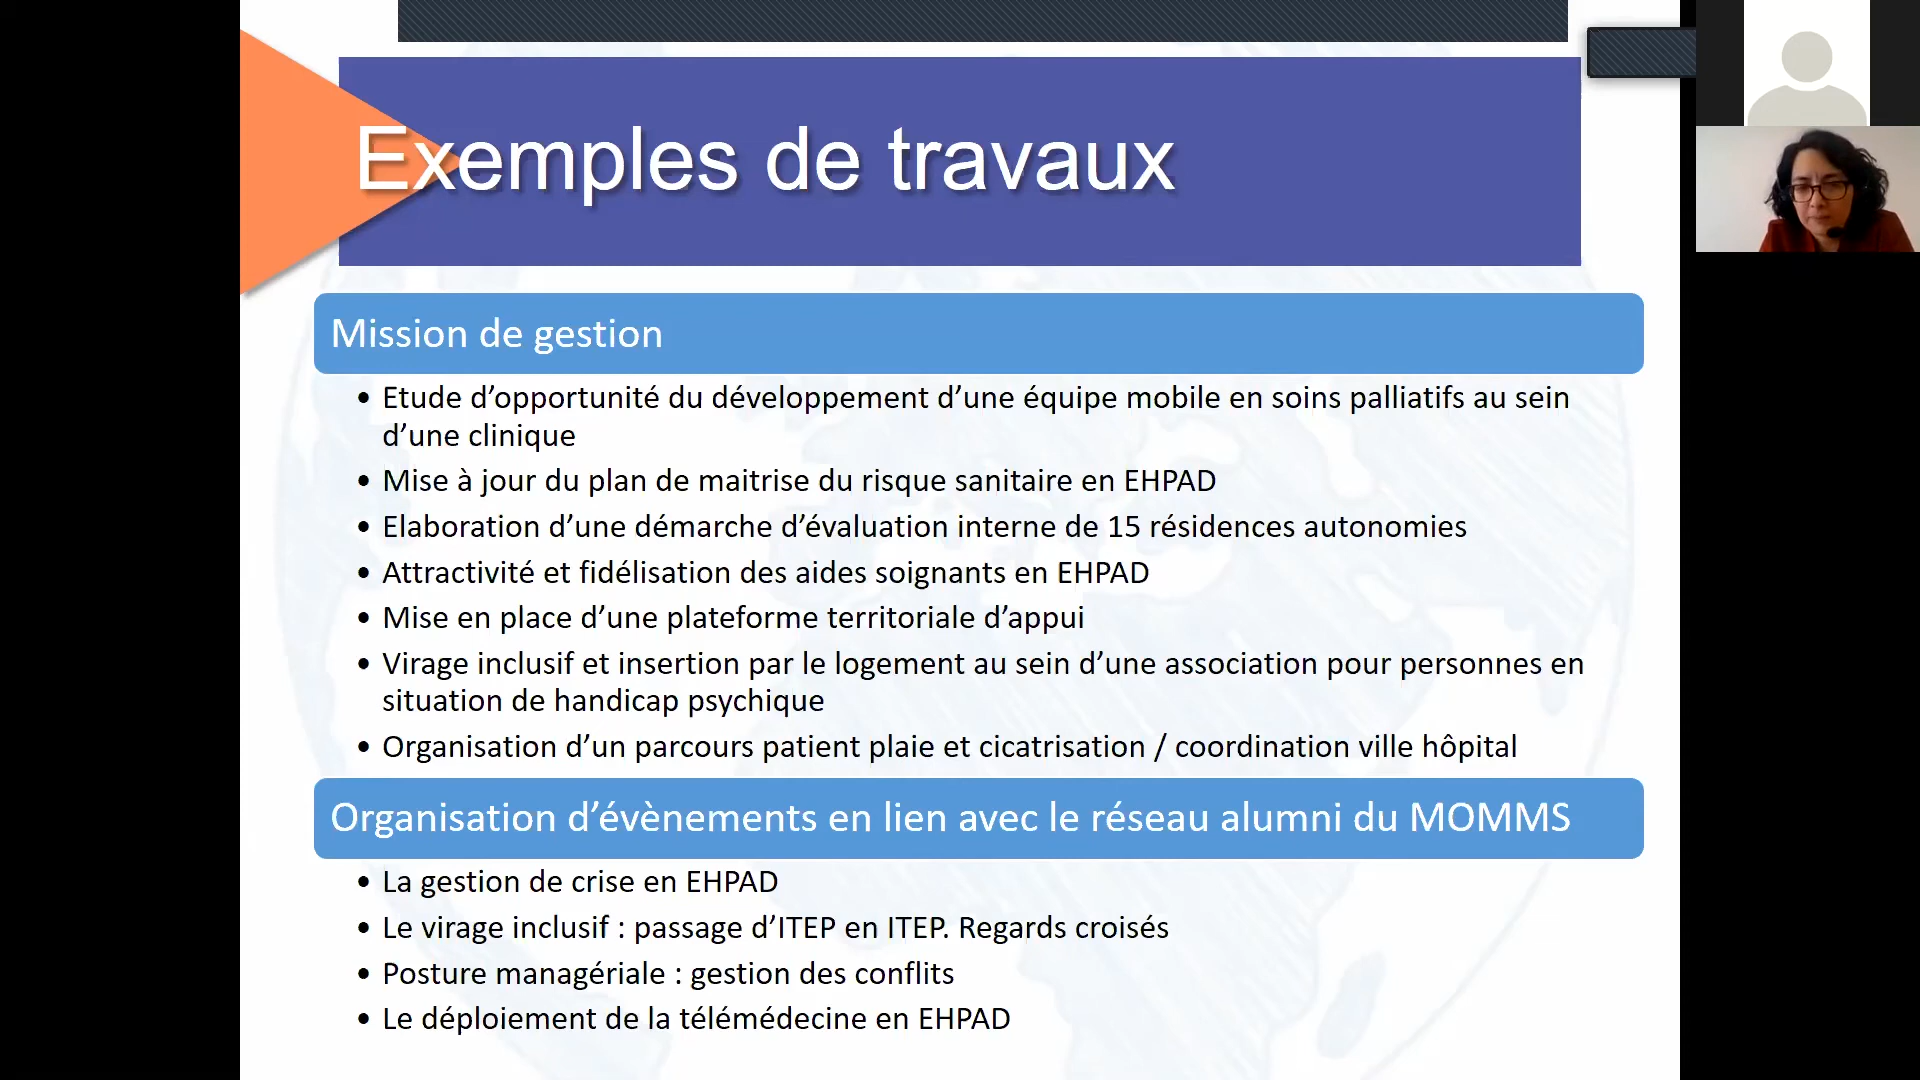 Exemples de travaux
Mission de gestion
• Etude d’opportunité du développement d’une équipe mobile en soins palliatifs au sein
d’une clinique
• Mise à jour du plan de maitrise du risque sanitaire en EHPAD
• Elaboration d’une démarche d’évaluation interne de 15 résidences autonomies
• Attractivité et fidélisation des aides soignants en EHPAD
• Mise en place d’une plateforme territoriale d’appui
• Virage inclusif et insertion par le logement au sein d’une association pour personnes en
situation de handicap psychique
• Organisation d’un parcours patient plaie et cicatrisation / coordination ville hôpital
Organisation d’évènements en lien avec le réseau alumni du MOMMS
• La gestion de crise en EHPAD
• Le virage inclusif : passage d’ITEP en ITEP. Regards croisés
• Posture managériale : gestion des conflits
• Le déploiement de la télémédecine en EHPAD